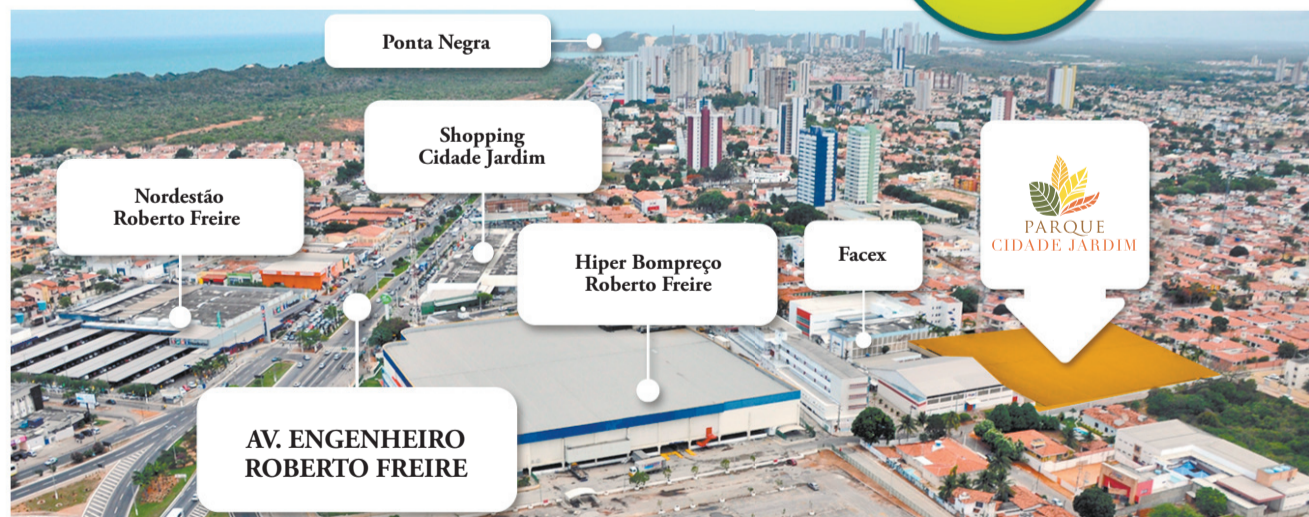 Ponta Negra
Shopping
Cidade Jardim
Nordestão
Roberto Freire
Hiper Bompreço
Roberto Freire
Facex
PARQUE
CIDADE JARDIM
AV. ENGENHEIRO
ROBERTO FREIRE